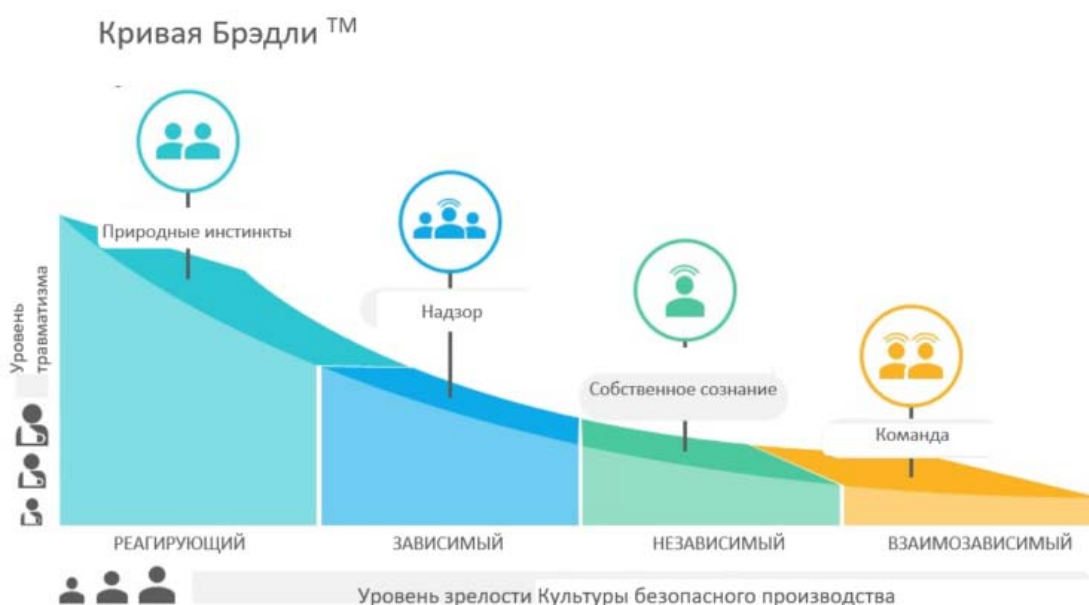 Кривая Брэдли ™
Природные инстинкты
Надзор
Собственное сознание
Команда
Уровень
травматизма
РЕАГИРУЮЩИЙ
ЗАВИСИМЫЙ
НЕЗАВИСИМЫЙ
ВЗАИМОЗАВИСИМЫЙ
Уровень зрелости Культуры безопасного производства